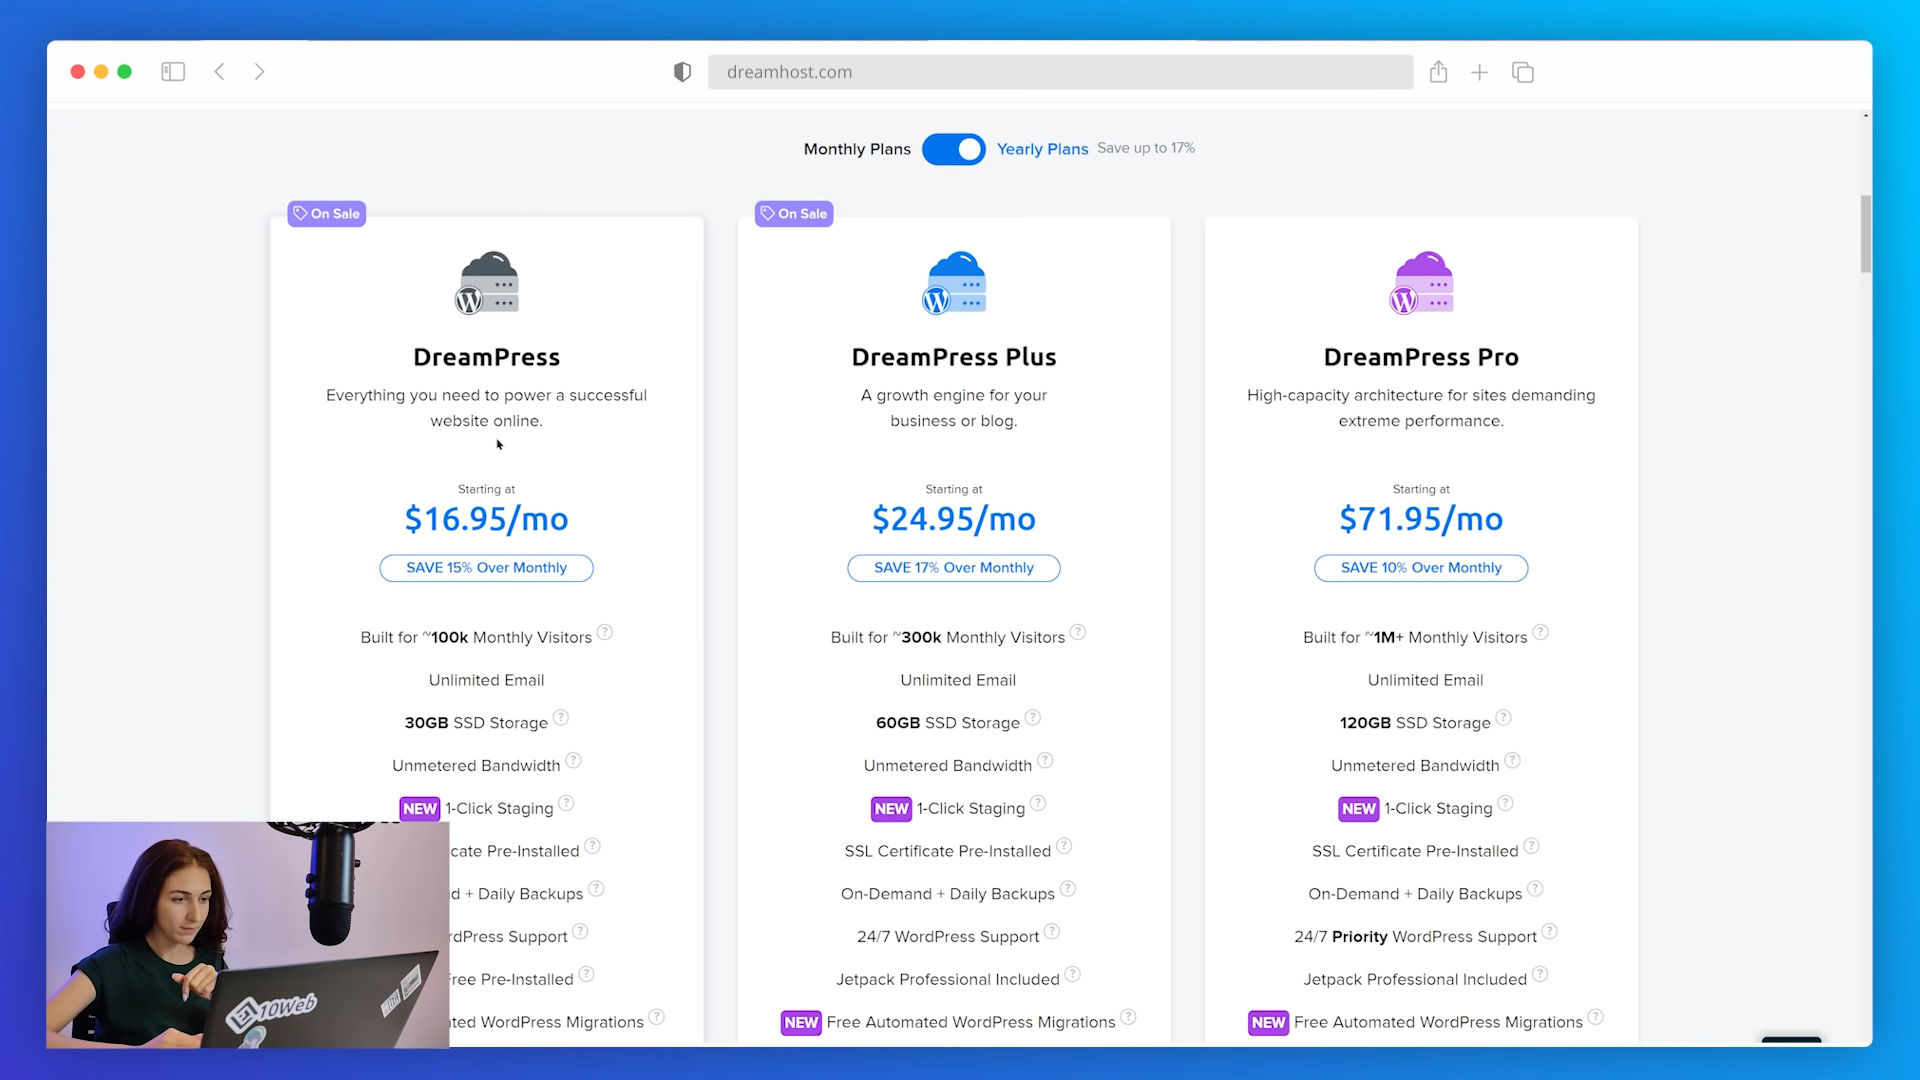 dreamhost.com
Monthly Plans Yearly Plans Save up to 17%
On Sale
DreamPress
Everything you need to power a successful
website online.
Starting at
$16.95/mo
SAVE 15% Over Monthly
Built for ~100k Monthly Visitors ?
Unlimited Email
30GB SSD Storage ?
Unmetered Bandwidth ?
NEW 1-Click Staging ?
cate Pre-Installed ?
d + Daily Backups ?
rdPress Support ?
ree Pre-Installed ?
ted WordPress Migrations ?
On Sale
DreamPress Plus
A growth engine for your
business or blog.
Starting at
$24.95/mo
SAVE 17% Over Monthly
Built for ~300k Monthly Visitors ?
Unlimited Email
60GB SSD Storage ?
Unmetered Bandwidth ?
NEW 1-Click Staging ?
SSL Certificate Pre-Installed ?
On-Demand + Daily Backups ?
24/7 WordPress Support ?
Jetpack Professional Included ?
NEW Free Automated WordPress Migrations ?
DreamPress Pro
High-capacity architecture for sites demanding
extreme performance.
Starting at
$71.95/mo
SAVE 10% Over Monthly
Built for ~1M+ Monthly Visitors ?
Unlimited Email
120GB SSD Storage ?
Unmetered Bandwidth ?
NEW 1-Click Staging ?
SSL Certificate Pre-Installed ?
On-Demand + Daily Backups ?
24/7 Priority WordPress Support ?
Jetpack Professional Included ?
NEW Free Automated WordPress Migrations ?
10Web